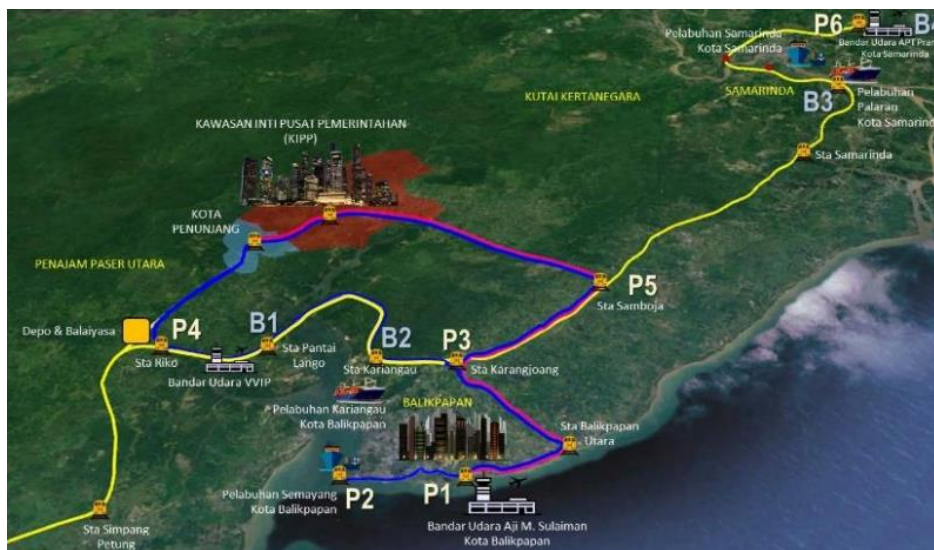 P6
B4
Pelabuhan Samarinda
Kota Samarinda
Bandar Udara APT Pran
Kota Samarinda
KUTAI KERTANEGARA
SAMARINDA
B3
Pelabuhan
Palaran
Kota Samarind
KAWASAN INTI PUSAT PEMERINTAHAN
(KIPP)
Sta Samarinda
KOTA
PENUNJANG
PENAJAM PASER UTARA
P5
Sta Samboja
Depo & Balaiyasa
P4
B1
B2
P3
Sta Riko
Sta Pantai
Lango
Sta Kariangau
Sta Karangjoang
Bandar Udara VVIP
Pelabuhan Kariangau
Kota Balikpapan
BALIKPAPAN
Sta Balikpapan
Utara
P2
P1
Pelabuhan Semayang
Kota Balikpapan
Sta Simpang
Petung
Bandar Udara Aji M. Sulaiman
Kota Balikpapan